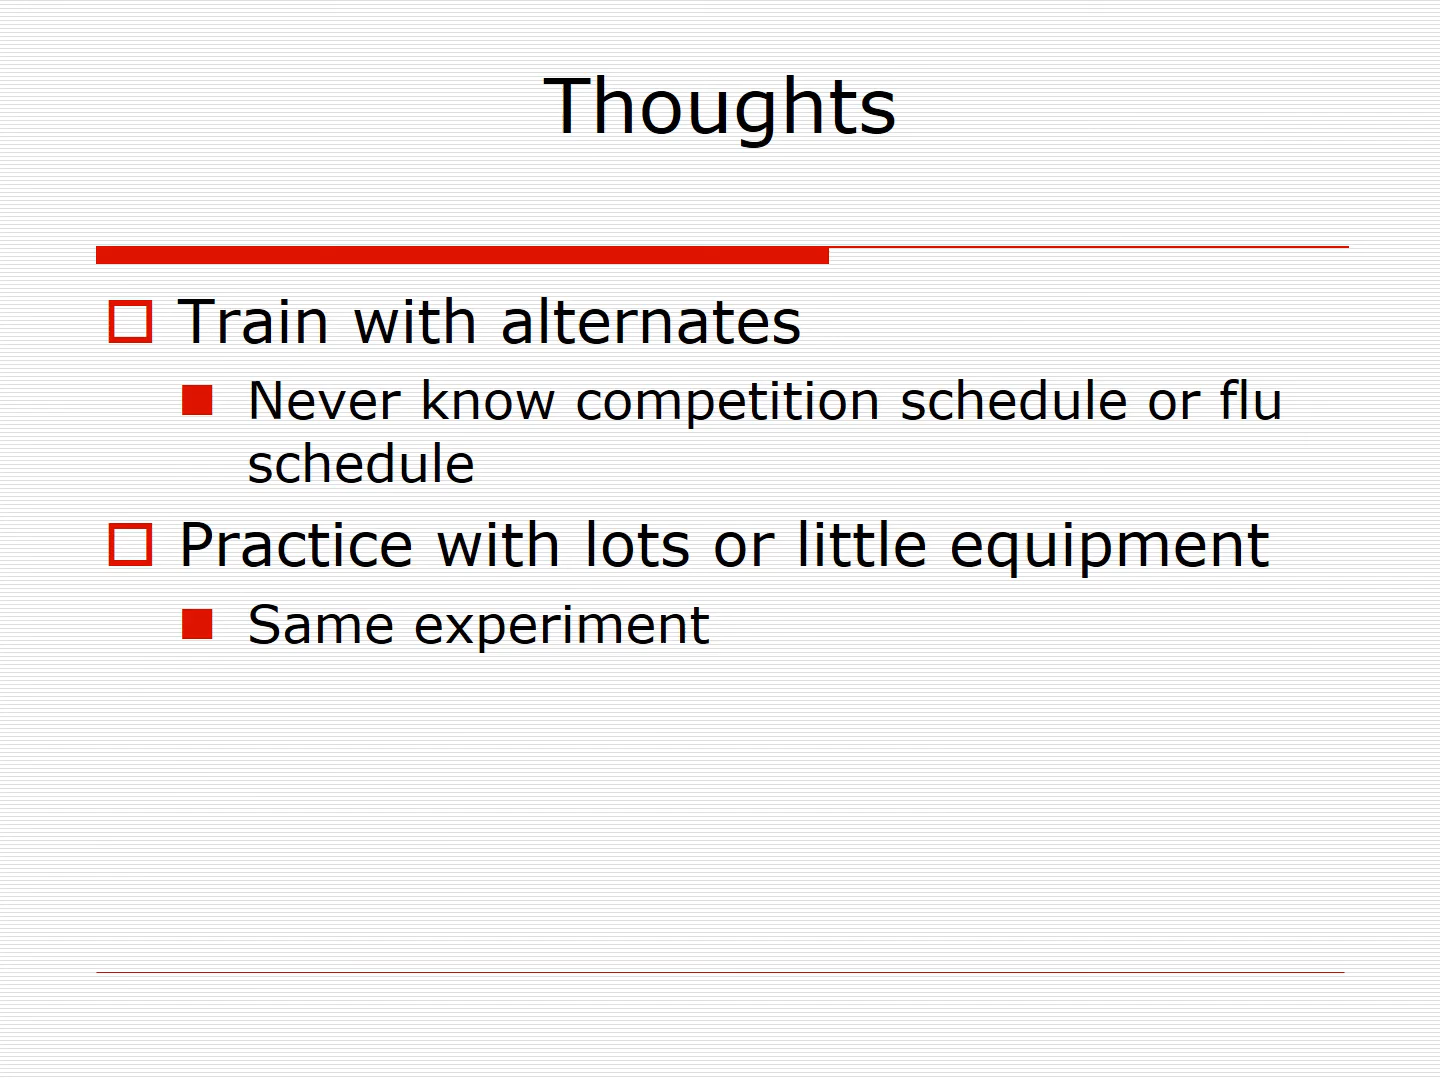 Thoughts
Train with alternates
Never know competition schedule or flu
schedule
Practice with lots or little equipment
Same experiment